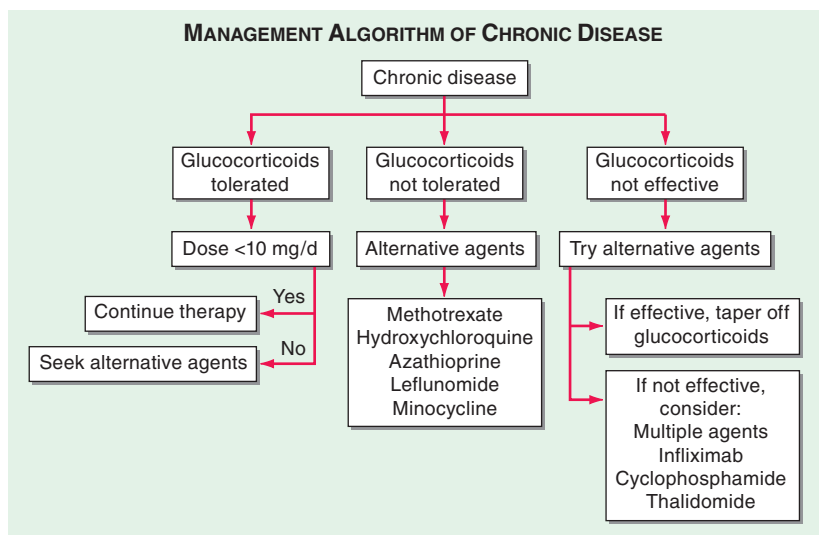 MANAGEMENT ALGORITHM OF CHRONIC DISEASE
Chronic disease
Glucocorticoids
tolerated
Glucocorticoids
not tolerated
Glucocorticoids
not effective
Dose <10 mg/d
Alternative agents
Try alternative agents
Yes
Continue therapy
No
Seek alternative agents
Methotrexate
Hydroxychloroquine
Azathioprine
Leflunomide
Minocycline
If effective, taper off
glucocorticoids
If not effective,
consider:
Multiple agents
Infliximab
Cyclophosphamide
Thalidomide